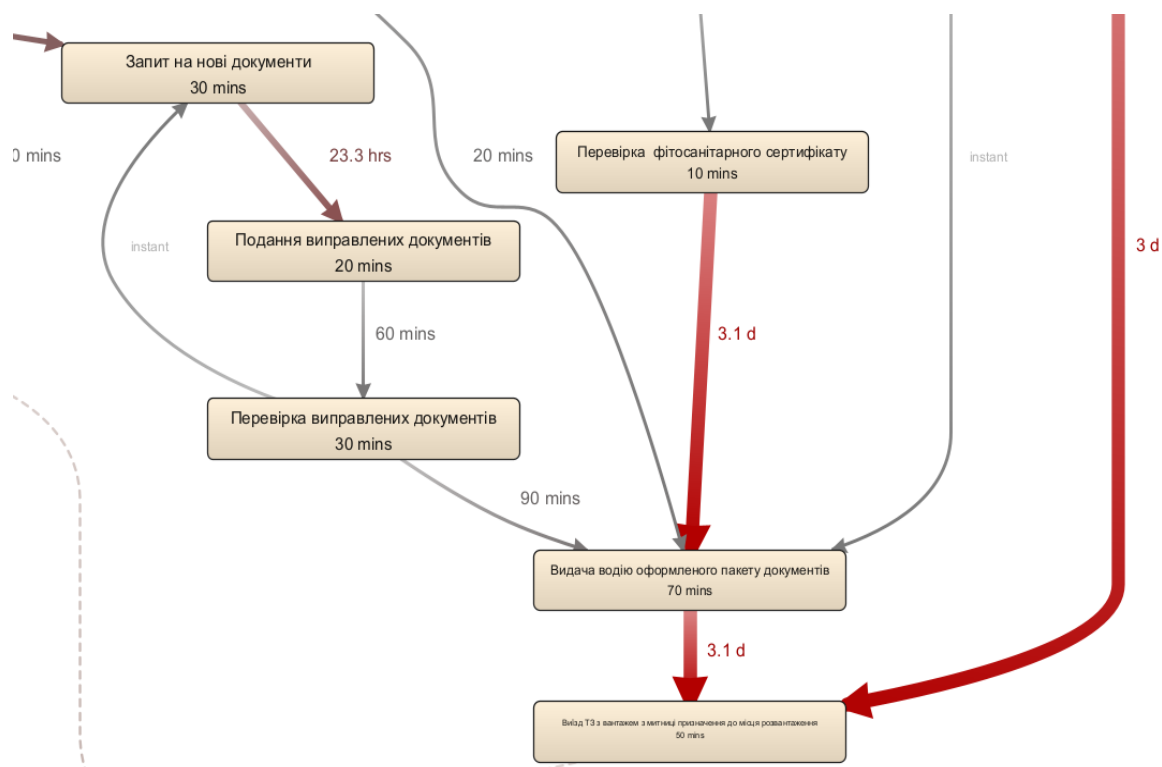 Запит на нові документи
30 mins
0 mins
23.3 hrs
20 mins
Перевірка  фітосанітарного сертифікату
10 mins
instant
instant
Подання виправлених документів
20 mins
3 d
60 mins
3.1 d
Перевірка виправлених документів
30 mins
90 mins
Видача водію оформленого пакету документів
70 mins
3.1 d
Виїзд ТЗ з вантажем з митниці призначення до місця розвантаження
50 mins